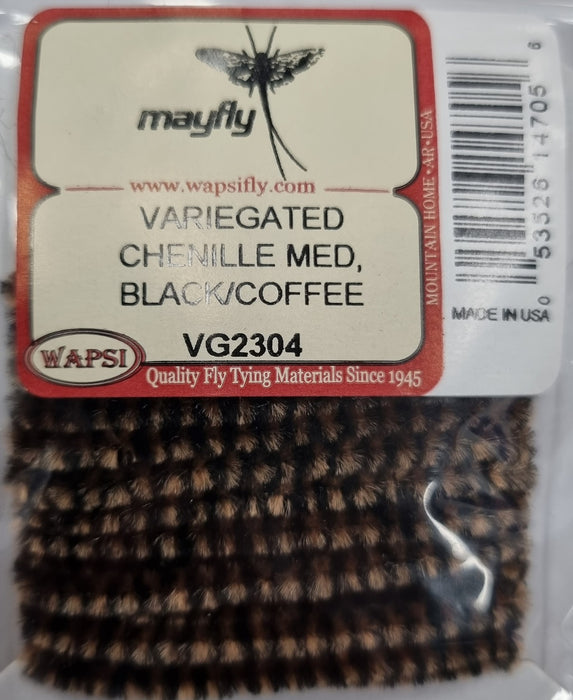 mayfly
www.wapsifly.com
VARIEGATED
CHENILLE MED,
BLACK/COFFEE
VG2304
WAPSI
Quality Fly Tying Materials Since 1945
MOUNTAIN HOME • AR • USA
0 53526 14705 6
MADE IN USA